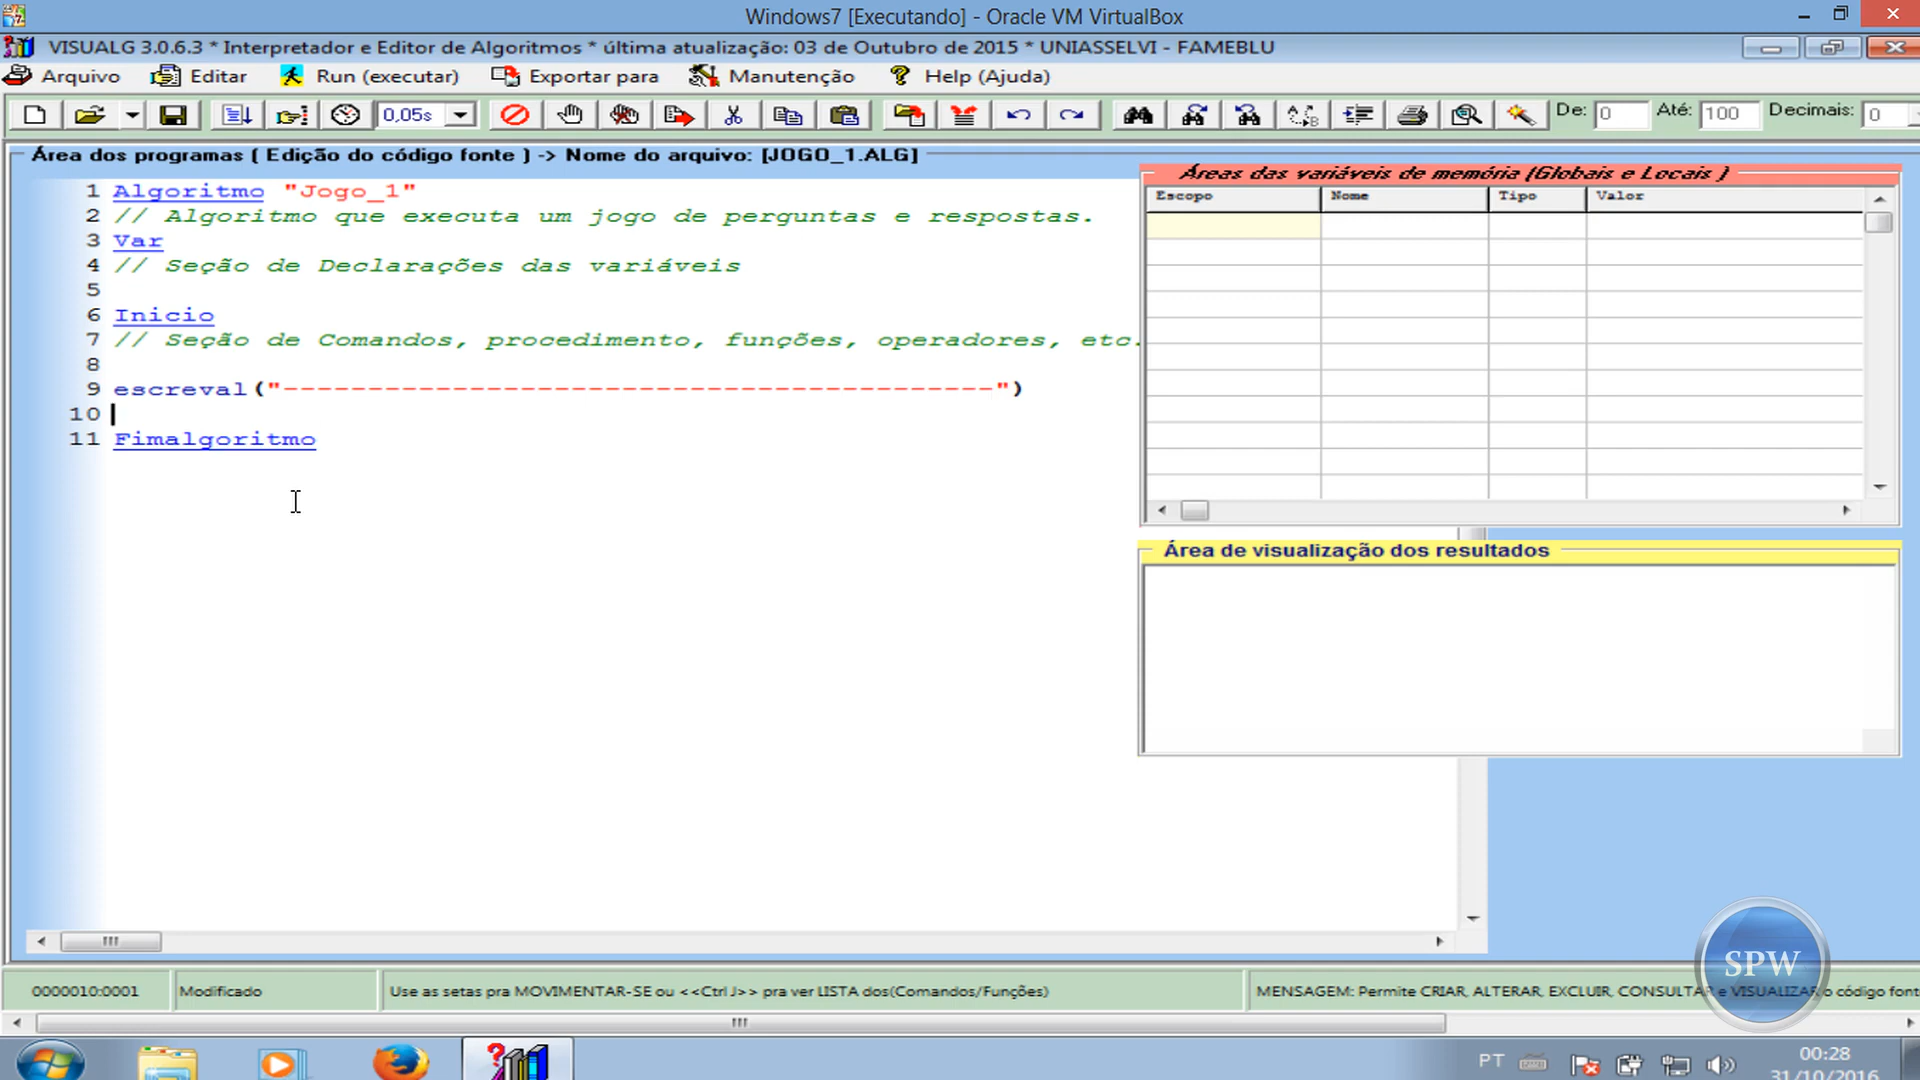 Windows7 [Executando] - Oracle VM VirtualBox
VISUALG 3.0.6.3 * Interpretador e Editor de Algoritmos * última atualização: 03 de Outubro de 2015 * UNIASSELVI - FAMEBLU
Arquivo Editar Run (executar) Exportar para Manutenção Help (Ajuda)
0,05s De: 0 Até: 100 Decimais: 0
Área dos programas ( Edição do código fonte ) -> Nome do arquivo: [JOGO_1.ALG]
Áreas das variáveis de memória (Globais e Locais )
Escopo Nome Tipo Valor
1 Algoritmo "Jogo_1"
2 // Algoritmo que executa um jogo de perguntas e respostas.
3 Var
4 // Seção de Declarações das variáveis
5
6 Inicio
7 // Seção de Comandos, procedimento, funções, operadores, etc.
8
9 escreval ("------------------------------------------")
10
11 Fimalgoritmo
Área de visualização dos resultados
SPW
0000010:0001 Modificado Use as setas pra MOVIMENTAR-SE ou <<Ctrl J>> pra ver LISTA dos(Comandos/Funções) MENSAGEM: Permite CRIAR, ALTERAR, EXCLUIR, CONSULTAR e VISUALIZAR o código font
PT 00:28
31/10/2016